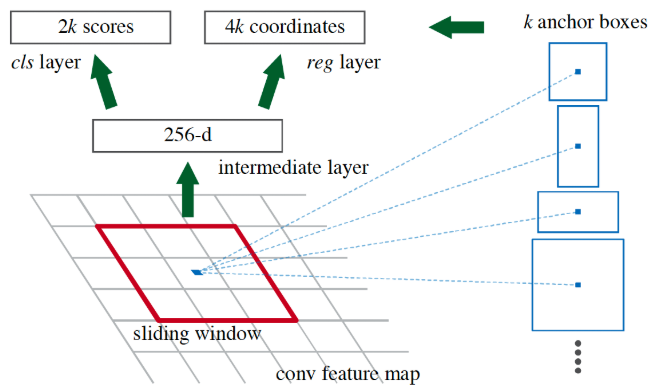 2k scores
4k coordinates
k anchor boxes
cls layer
reg layer
256-d
intermediate layer
sliding window
conv feature map